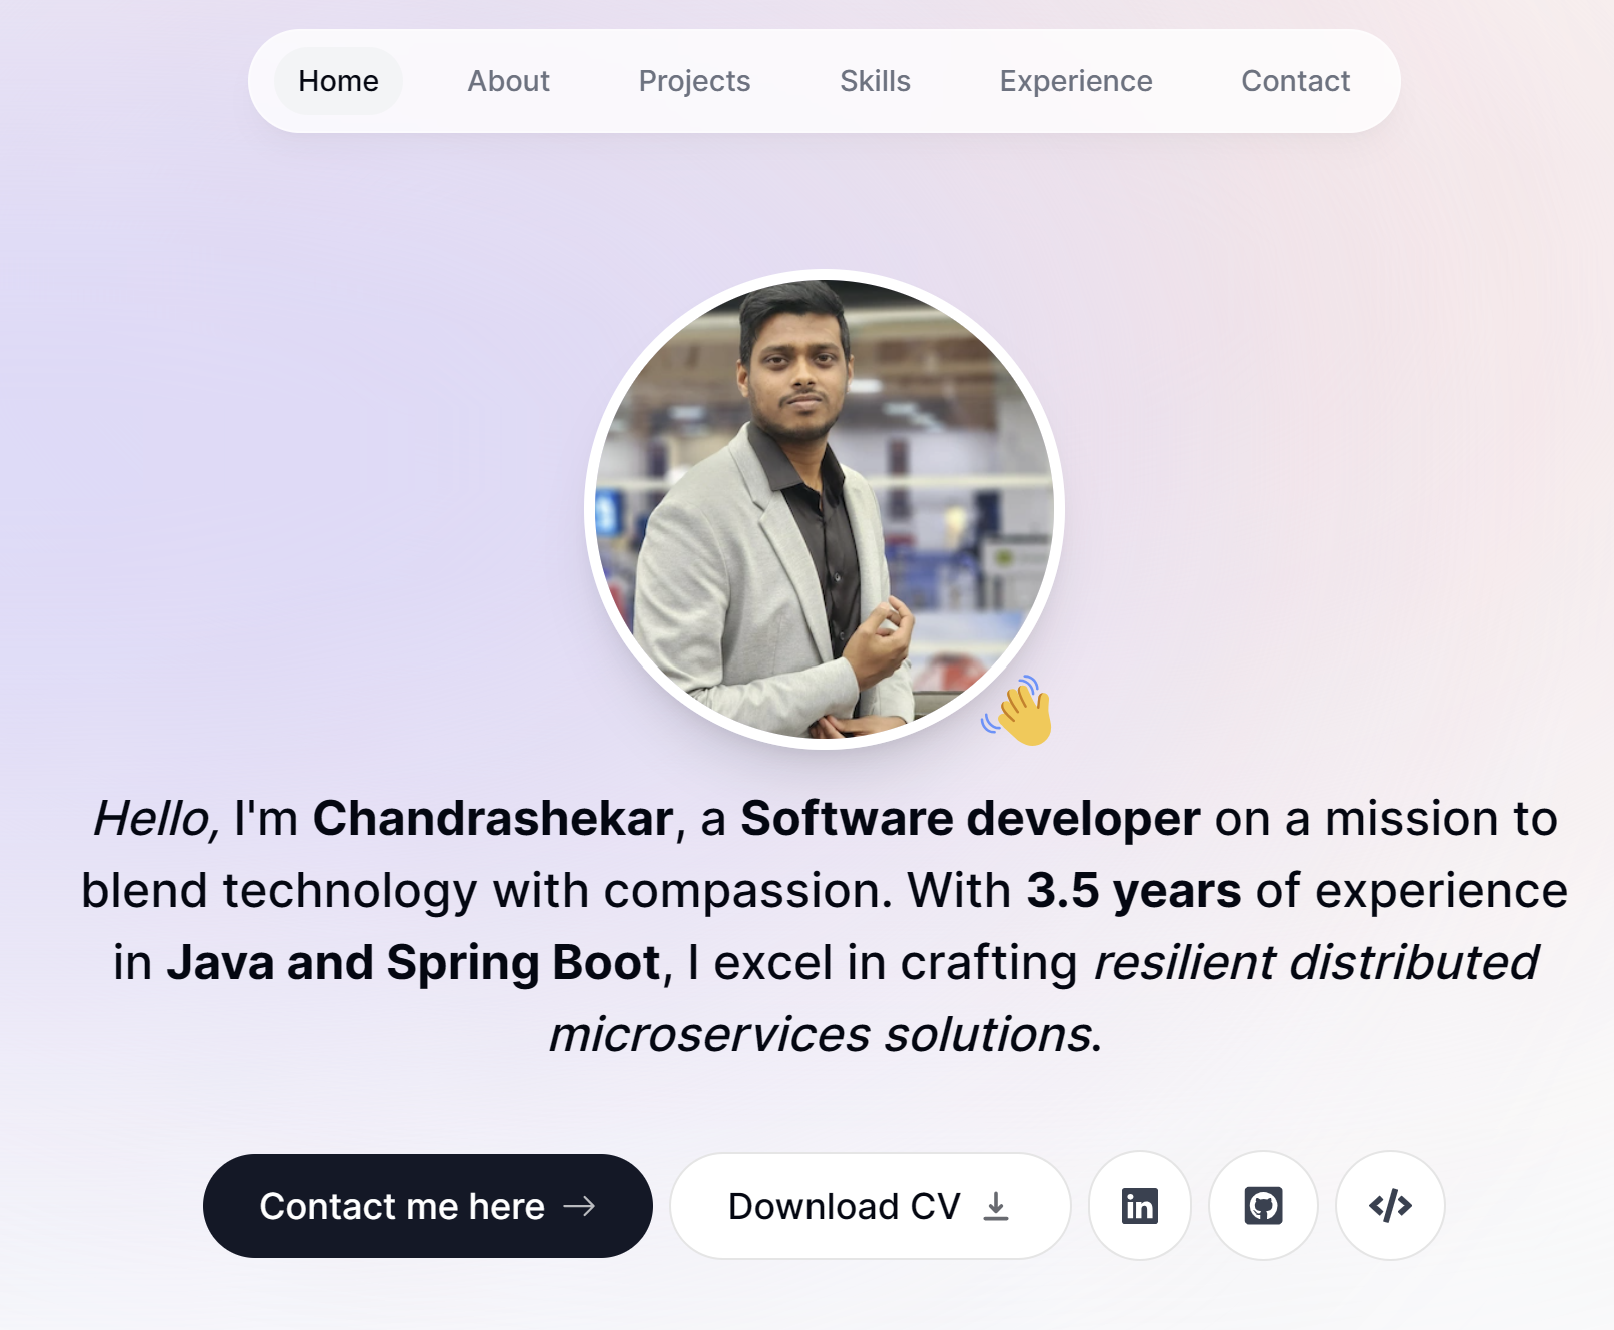 Home About Projects Skills Experience Contact
Hello, I'm Chandrashekar, a Software developer on a mission to
blend technology with compassion. With 3.5 years of experience
in Java and Spring Boot, I excel in crafting resilient distributed
microservices solutions.
Contact me here Download CV